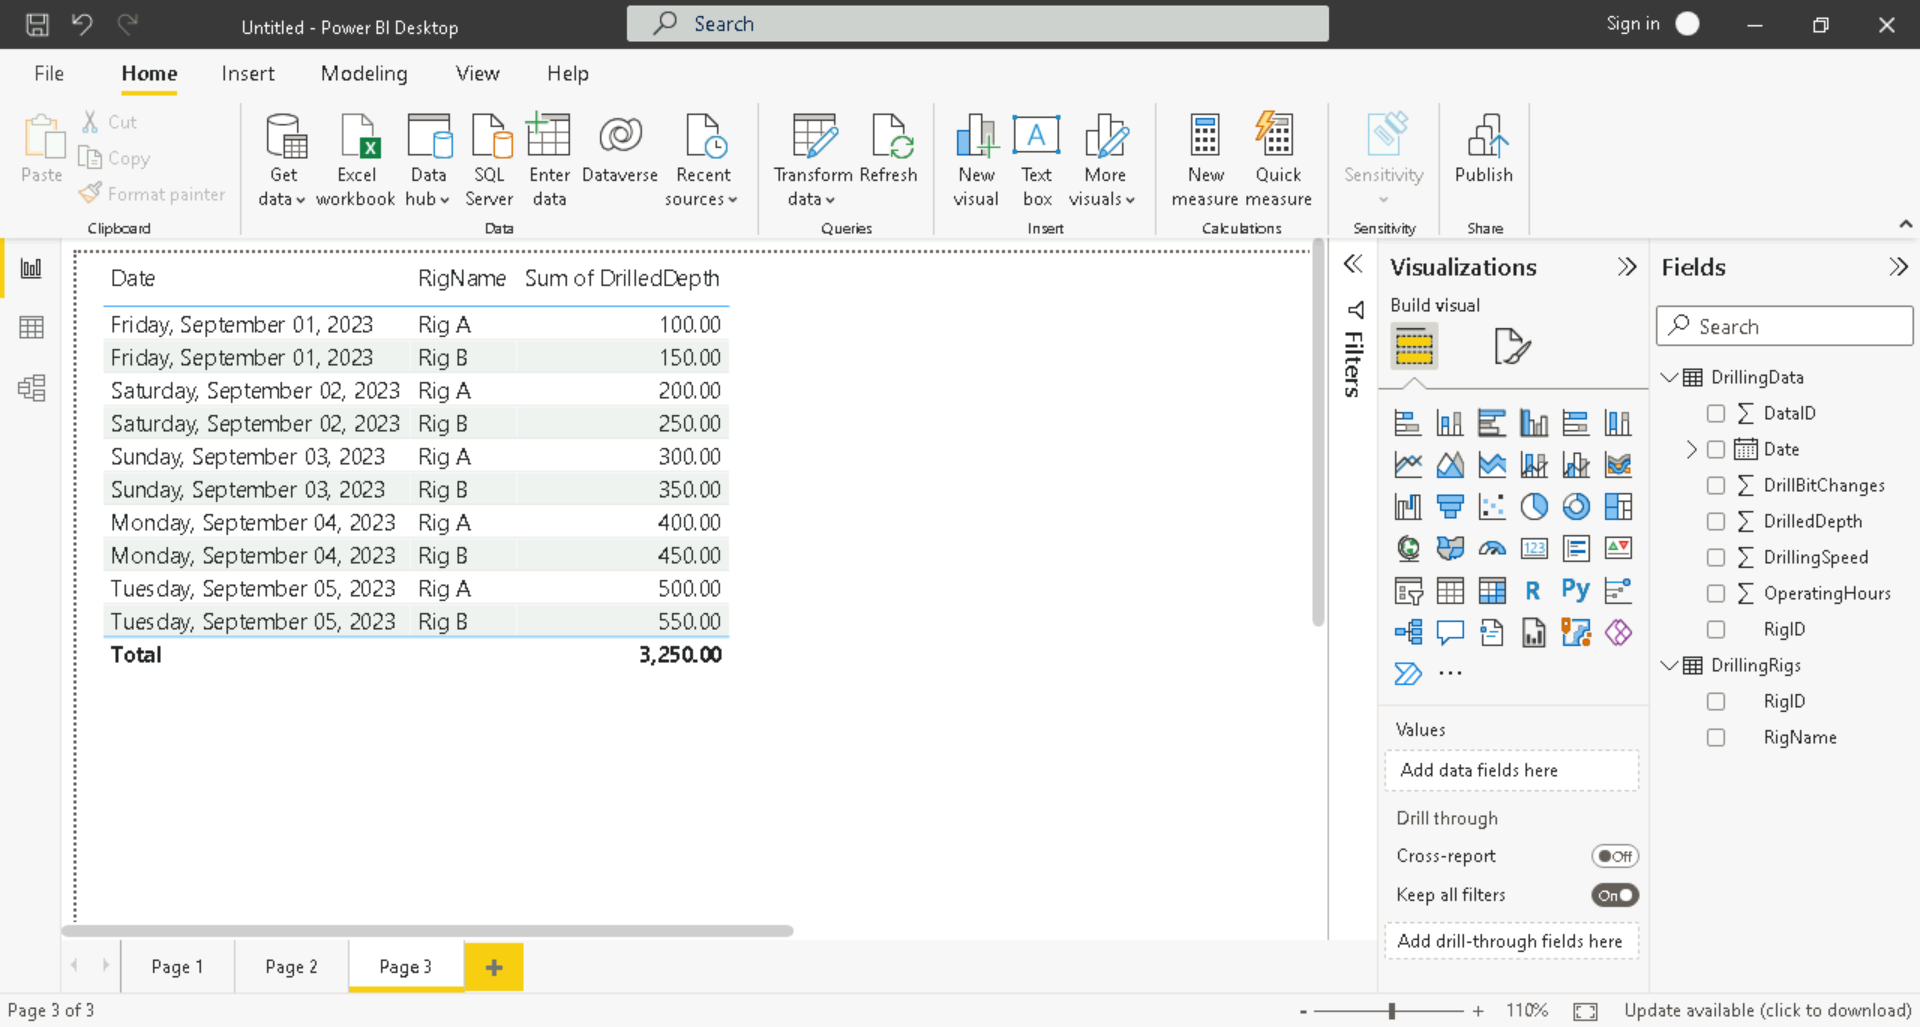 Untitled - Power BI Desktop
Search
Sign in
File Home Insert Modeling View Help
Paste
Cut
Copy
Format painter
Clipboard
Get data
Excel workbook
Data hub
SQL Server
Enter data
Dataverse
Recent sources
Data
Transform data
Refresh
Queries
New visual
Text box
More visuals
Insert
New measure
Quick measure
Calculations
Sensitivity
Sensitivity
Publish
Share
Date RigName Sum of DrilledDepth
Friday, September 01, 2023 Rig A 100.00
Friday, September 01, 2023 Rig B 150.00
Saturday, September 02, 2023 Rig A 200.00
Saturday, September 02, 2023 Rig B 250.00
Sunday, September 03, 2023 Rig A 300.00
Sunday, September 03, 2023 Rig B 350.00
Monday, September 04, 2023 Rig A 400.00
Monday, September 04, 2023 Rig B 450.00
Tuesday, September 05, 2023 Rig A 500.00
Tuesday, September 05, 2023 Rig B 550.00
Total 3,250.00
Filters
Visualizations
Build visual
123
R
Py
Values
Add data fields here
Drill through
Cross-report Off
Keep all filters On
Add drill-through fields here
Fields
Search
DrillingData
DataID
Date
DrillBitChanges
DrilledDepth
DrillingSpeed
OperatingHours
RigID
DrillingRigs
RigID
RigName
Page 1 Page 2 Page 3
Page 3 of 3
- + 110%
Update available (click to download)